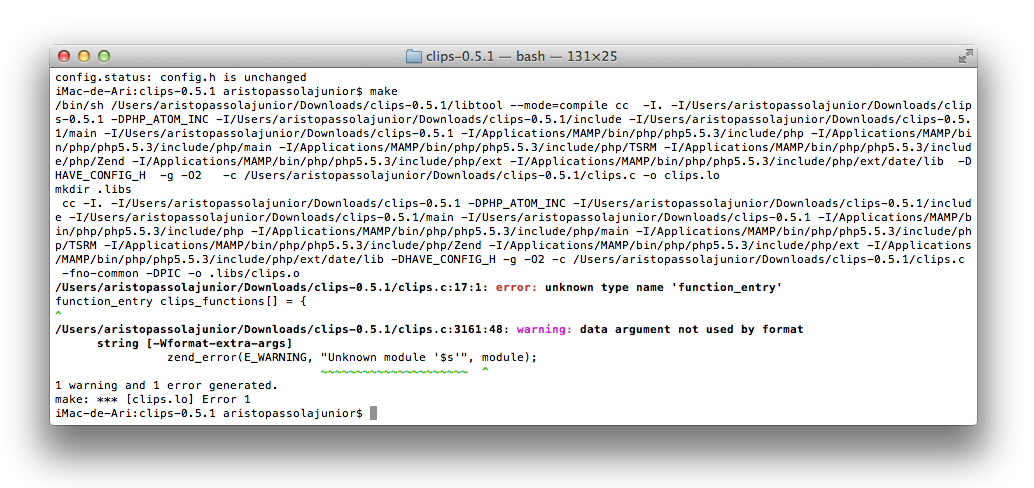 clips-0.5.1 — bash — 131×25
config.status: config.h is unchanged
iMac-de-Ari:clips-0.5.1 aristopassolajunior$ make
/bin/sh /Users/aristopassolajunior/Downloads/clips-0.5.1/libtool --mode=compile cc  -I. -I/Users/aristopassolajunior/Downloads/clip
s-0.5.1 -DPHP_ATOM_INC -I/Users/aristopassolajunior/Downloads/clips-0.5.1/include -I/Users/aristopassolajunior/Downloads/clips-0.5.
1/main -I/Users/aristopassolajunior/Downloads/clips-0.5.1 -I/Applications/MAMP/bin/php/php5.5.3/include/php -I/Applications/MAMP/bi
n/php/php5.5.3/include/php/main -I/Applications/MAMP/bin/php/php5.5.3/include/php/TSRM -I/Applications/MAMP/bin/php/php5.5.3/includ
e/php/Zend -I/Applications/MAMP/bin/php/php5.5.3/include/php/ext -I/Applications/MAMP/bin/php/php5.5.3/include/php/ext/date/lib  -D
HAVE_CONFIG_H  -g -O2   -c /Users/aristopassolajunior/Downloads/clips-0.5.1/clips.c -o clips.lo
mkdir .libs
 cc -I. -I/Users/aristopassolajunior/Downloads/clips-0.5.1 -DPHP_ATOM_INC -I/Users/aristopassolajunior/Downloads/clips-0.5.1/includ
e -I/Users/aristopassolajunior/Downloads/clips-0.5.1/main -I/Users/aristopassolajunior/Downloads/clips-0.5.1 -I/Applications/MAMP/b
in/php/php5.5.3/include/php -I/Applications/MAMP/bin/php/php5.5.3/include/php/main -I/Applications/MAMP/bin/php/php5.5.3/include/ph
p/TSRM -I/Applications/MAMP/bin/php/php5.5.3/include/php/Zend -I/Applications/MAMP/bin/php/php5.5.3/include/php/ext -I/Applications
/MAMP/bin/php/php5.5.3/include/php/ext/date/lib -DHAVE_CONFIG_H -g -O2 -c /Users/aristopassolajunior/Downloads/clips-0.5.1/clips.c 
 -fno-common -DPIC -o .libs/clips.o
/Users/aristopassolajunior/Downloads/clips-0.5.1/clips.c:17:1: error: unknown type name 'function_entry'
function_entry clips_functions[] = {
^
/Users/aristopassolajunior/Downloads/clips-0.5.1/clips.c:3161:48: warning: data argument not used by format
      string [-Wformat-extra-args]
                zend_error(E_WARNING, "Unknown module '$s'", module);
                                      ~~~~~~~~~~~~~~~~~~~~~  ^
1 warning and 1 error generated.
make: *** [clips.lo] Error 1
iMac-de-Ari:clips-0.5.1 aristopassolajunior$